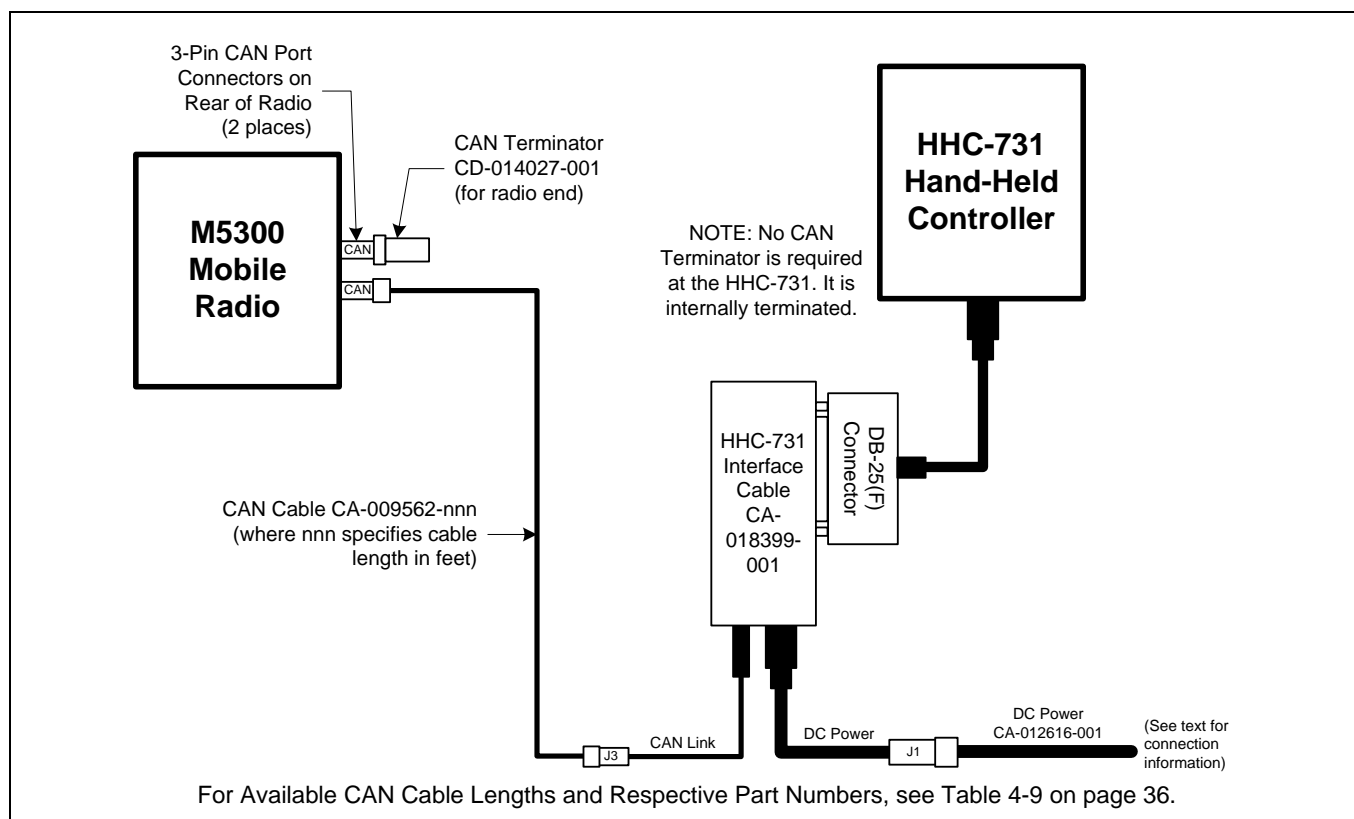 3-Pin CAN Port
Connectors on
Rear of Radio
(2 places)
CAN Terminator
CD-014027-001
(for radio end)
M5300
Mobile
Radio
CAN
CAN
HHC-731
Hand-Held
Controller
NOTE: No CAN
Terminator is required
at the HHC-731. It is
internally terminated.
HHC-731
Interface
Cable
CA-
018399-
001
DB-25(F)
Connector
CAN Cable CA-009562-nnn
(where nnn specifies cable
length in feet)
J3
CAN Link
DC Power
J1
DC Power
CA-012616-001
(See text for
connection
information)
For Available CAN Cable Lengths and Respective Part Numbers, see Table 4-9 on page 36.